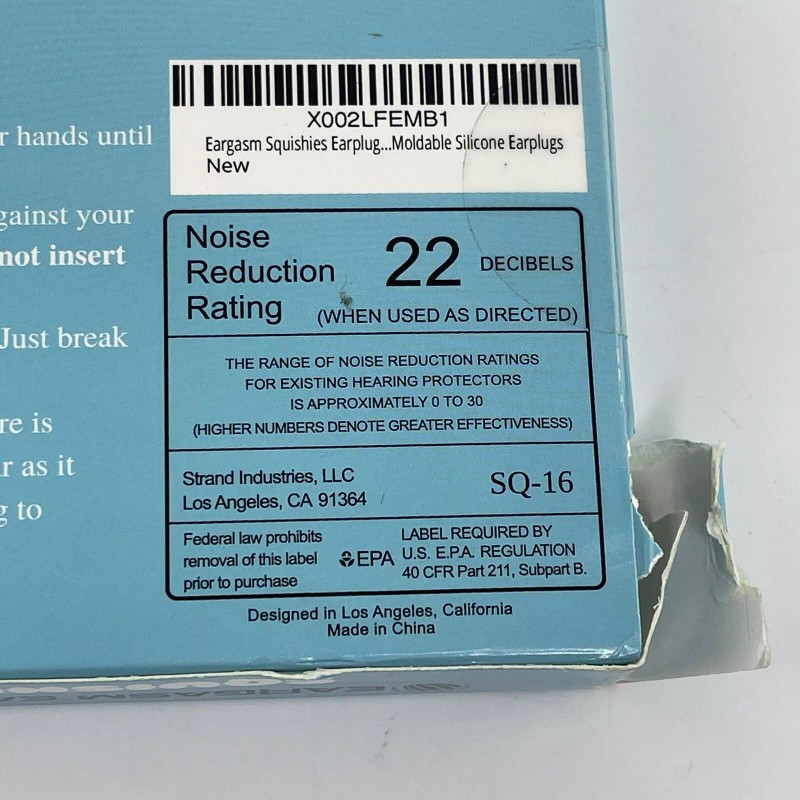 X002LFEMB1
Eargasm Squishies Earplug...Moldable Silicone Earplugs
New
r hands until
gainst your
not insert
Just break
re is
r as it
g to
Noise
Reduction
Rating
22 DECIBELS
(WHEN USED AS DIRECTED)
THE RANGE OF NOISE REDUCTION RATINGS
FOR EXISTING HEARING PROTECTORS
IS APPROXIMATELY 0 TO 30
(HIGHER NUMBERS DENOTE GREATER EFFECTIVENESS)
Strand Industries, LLC
Los Angeles, CA 91364
SQ-16
Federal law prohibits
removal of this label
prior to purchase
EPA
LABEL REQUIRED BY
U.S. E.P.A. REGULATION
40 CFR Part 211, Subpart B.
Designed in Los Angeles, California
Made in China
EARGASM